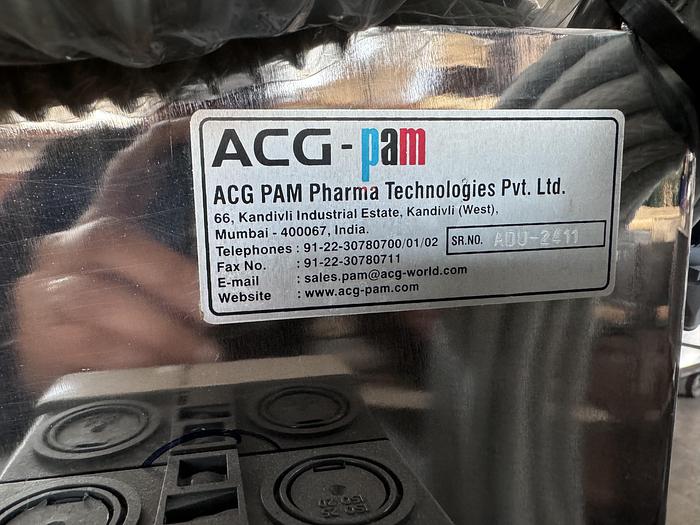 ACG-pam
ACG PAM Pharma Technologies Pvt. Ltd.
66, Kandivli Industrial Estate, Kandivli (West),
Mumbai - 400067, India.
Telephones : 91-22-30780700/01/02
SR.NO. ADU-2411
Fax No. : 91-22-30780711
E-mail : sales.pam@acg-world.com
Website : www.acg-pam.com